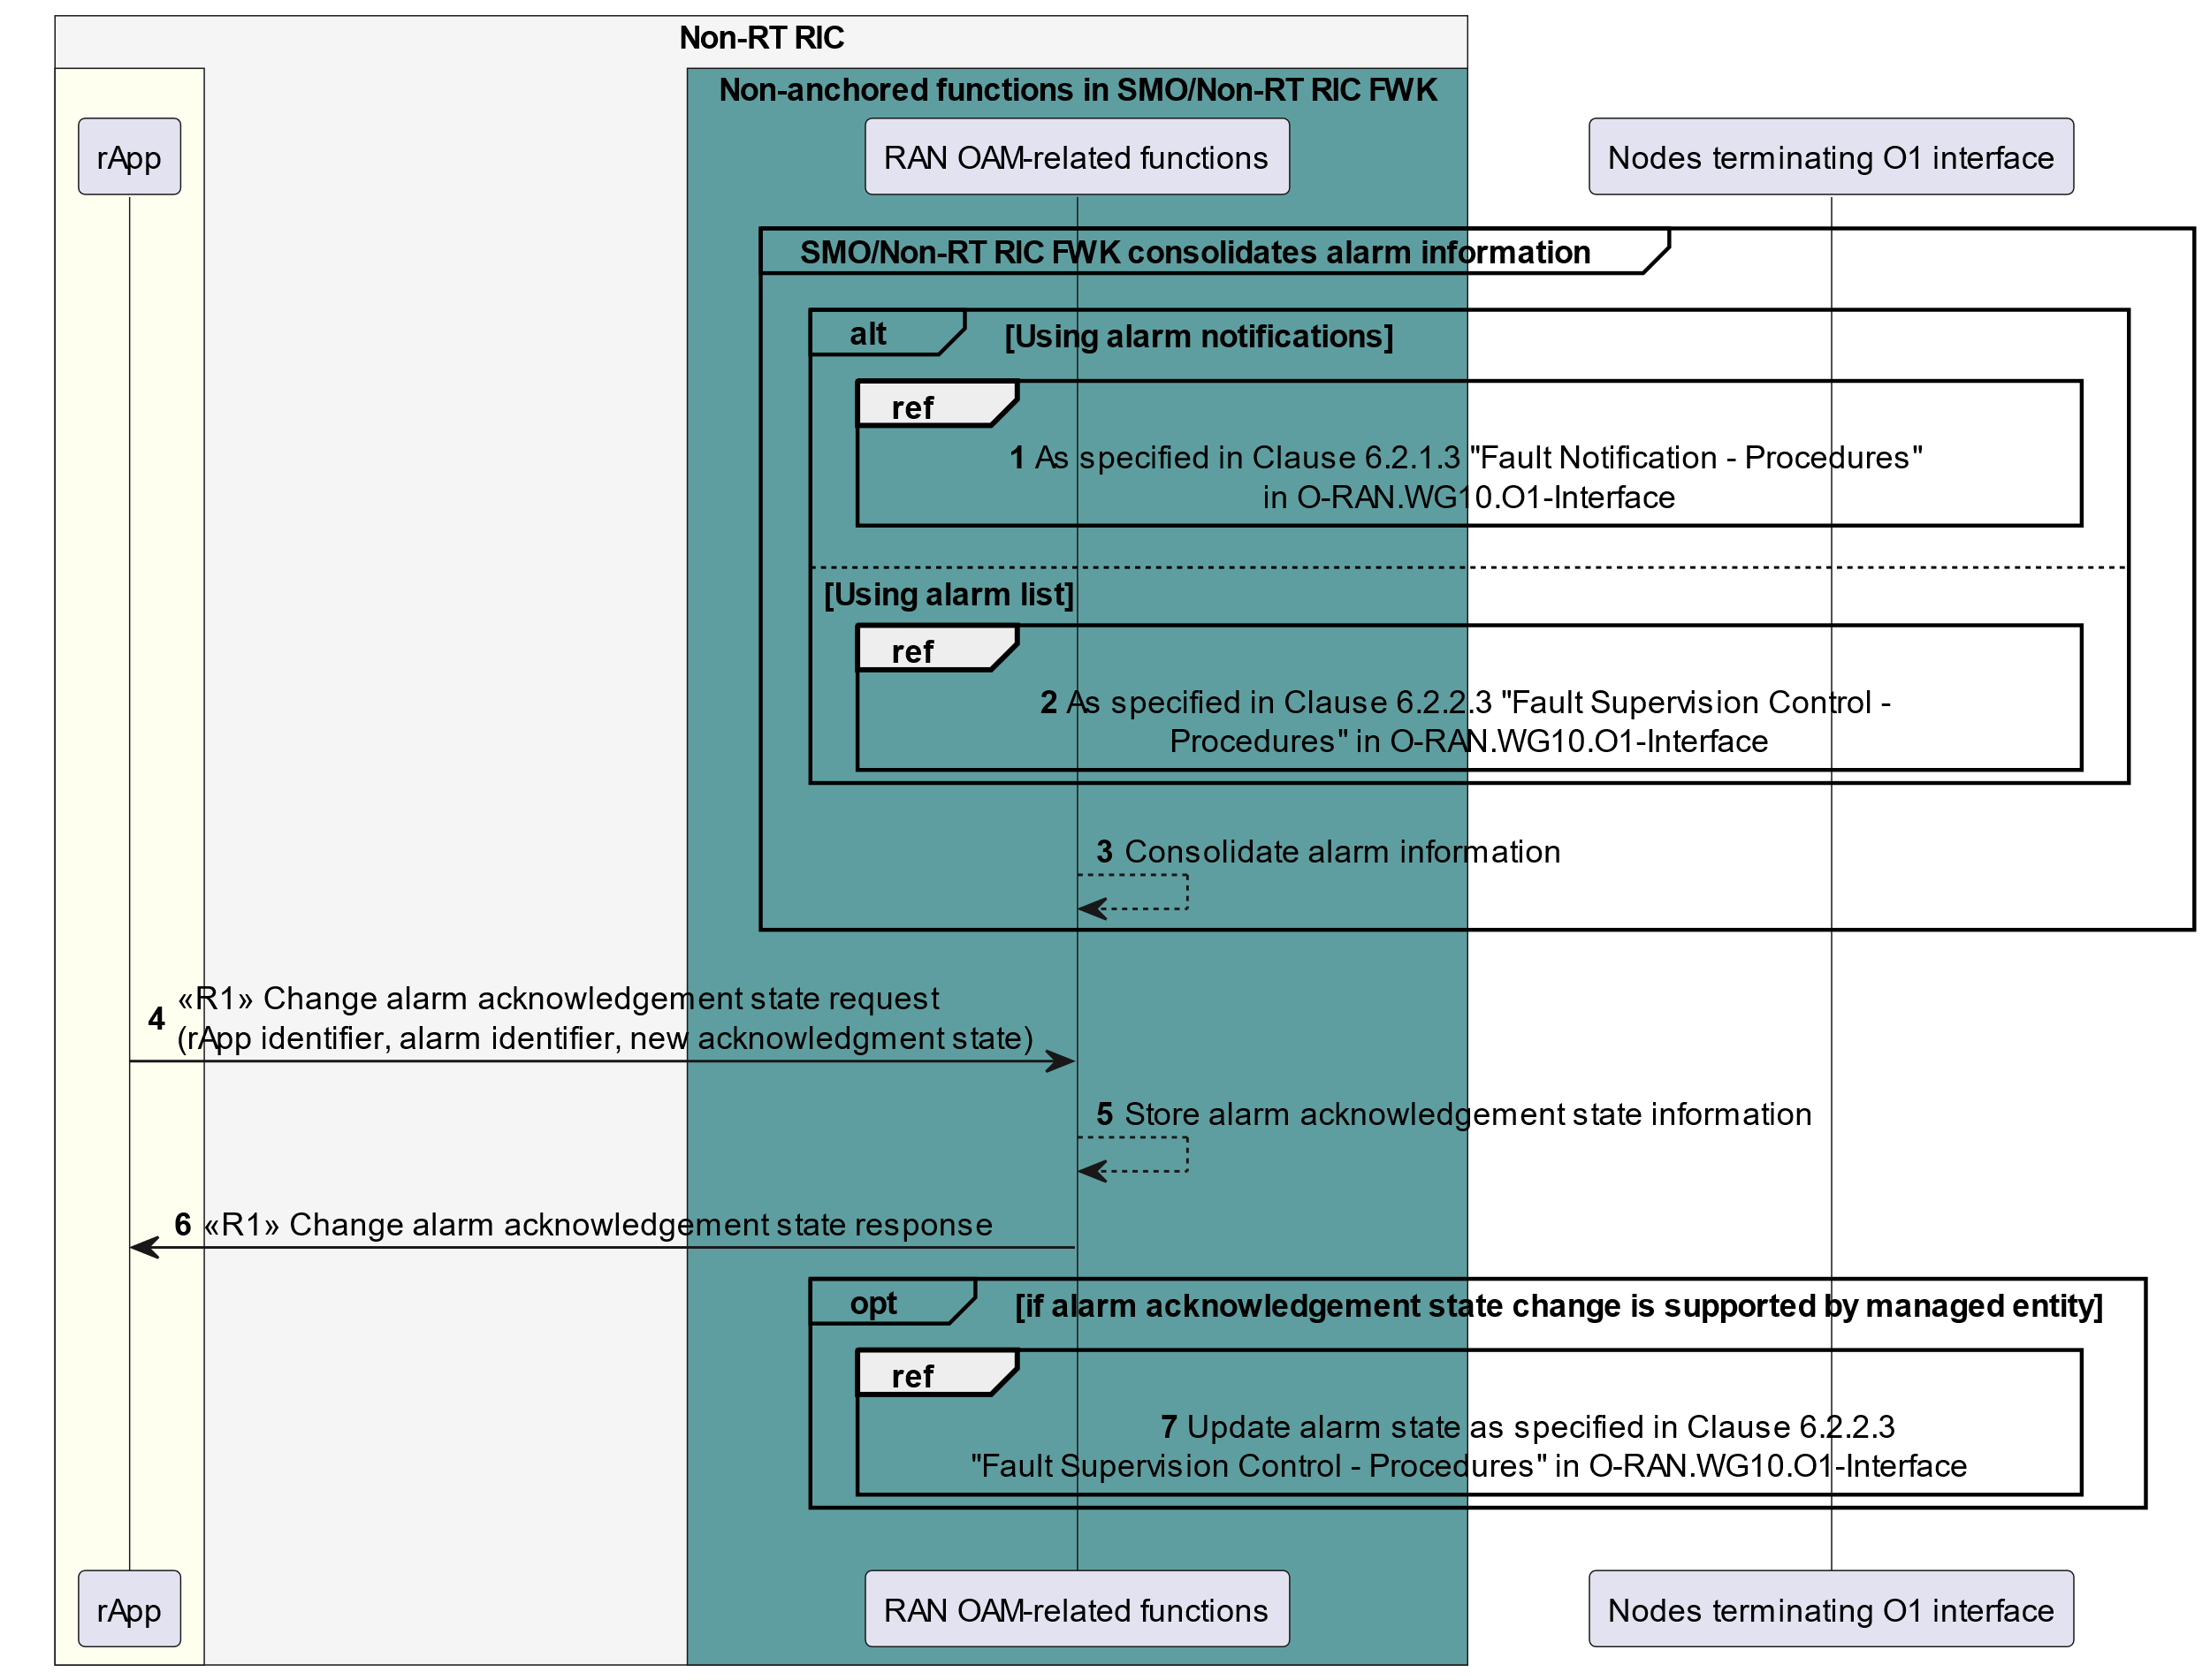 Non-RT RIC
Non-anchored functions in SMO/Non-RT RIC FWK
rApp
RAN OAM-related functions
Nodes terminating O1 interface
SMO/Non-RT RIC FWK consolidates alarm information
alt
[Using alarm notifications]
ref
1 As specified in Clause 6.2.1.3 "Fault Notification - Procedures"
in O-RAN.WG10.O1-Interface
[Using alarm list]
ref
2 As specified in Clause 6.2.2.3 "Fault Supervision Control -
Procedures" in O-RAN.WG10.O1-Interface
3 Consolidate alarm information
4 «R1» Change alarm acknowledgement state request
(rApp identifier, alarm identifier, new acknowledgment state)
5 Store alarm acknowledgement state information
6 «R1» Change alarm acknowledgement state response
opt
[if alarm acknowledgement state change is supported by managed entity]
ref
7 Update alarm state as specified in Clause 6.2.2.3
"Fault Supervision Control - Procedures" in O-RAN.WG10.O1-Interface
rApp
RAN OAM-related functions
Nodes terminating O1 interface